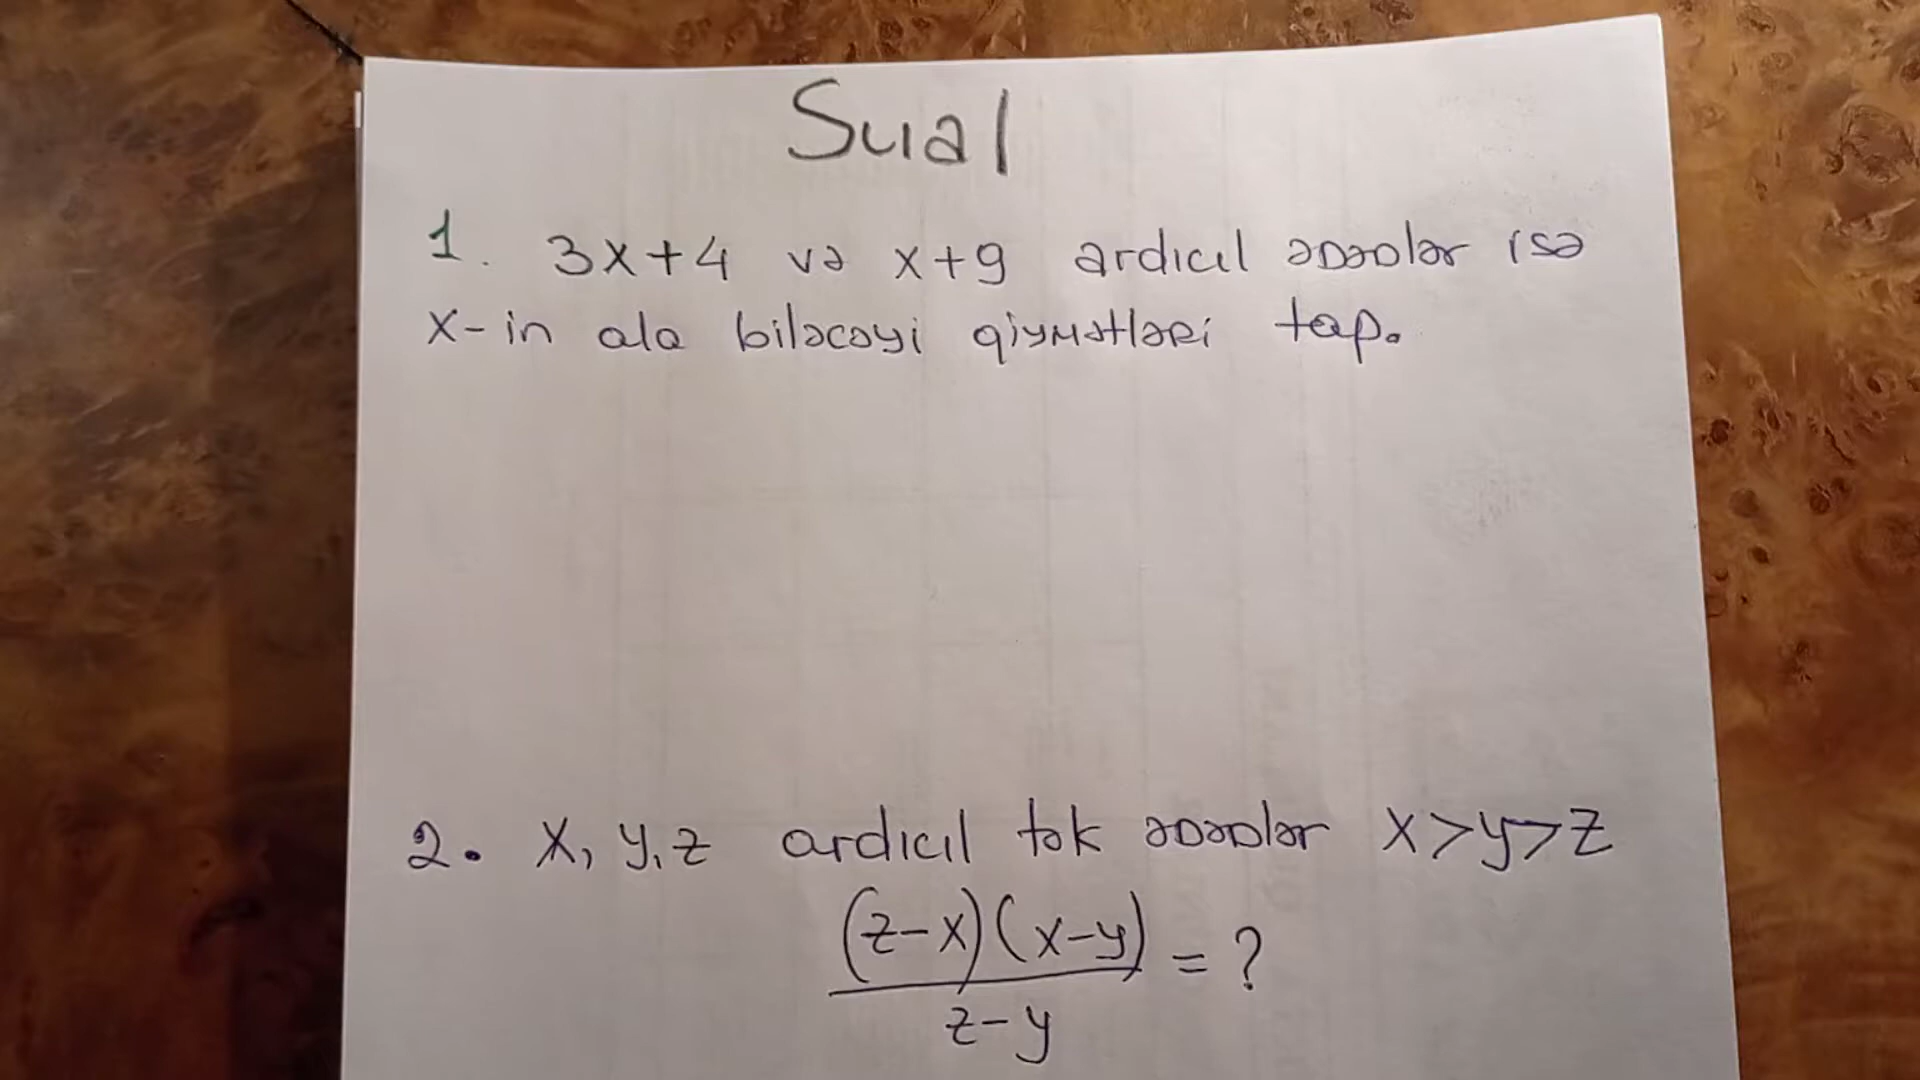 Sual
1. 3x+4 və x+9 ardıcıl ədədlər isə
x-in ala biləcəyi qiymətləri tap.
2. x, y, z ardıcıl tək ədədlər x>y>z
(z-x)(x-y) = ?
z-y